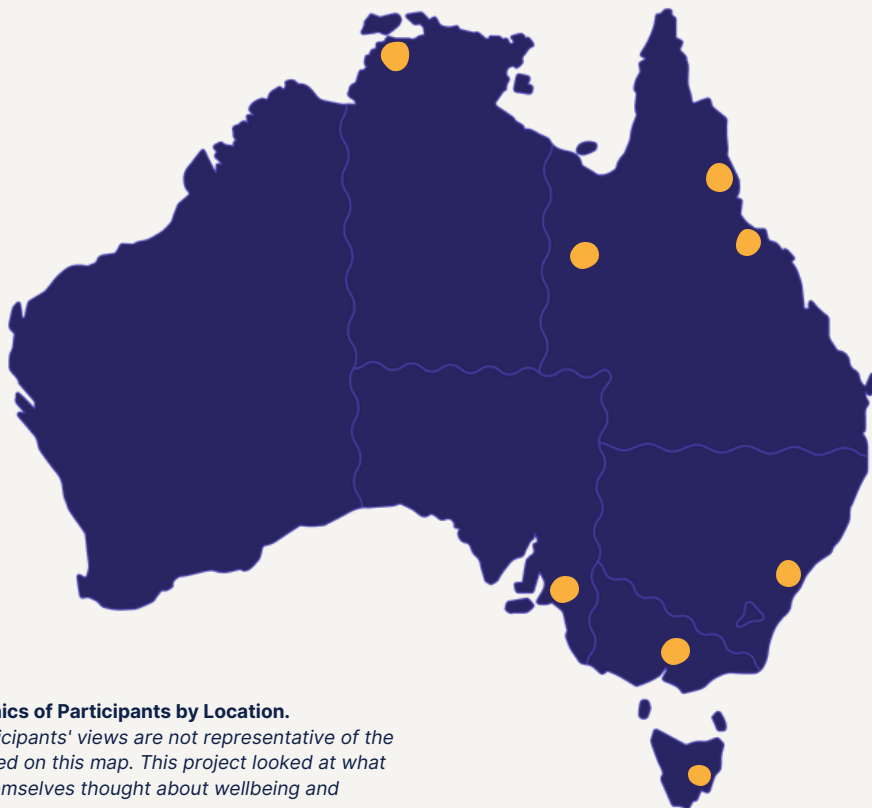 ics of Participants by Location.
icipants' views are not representative of the
ed on this map. This project looked at what
emselves thought about wellbeing and